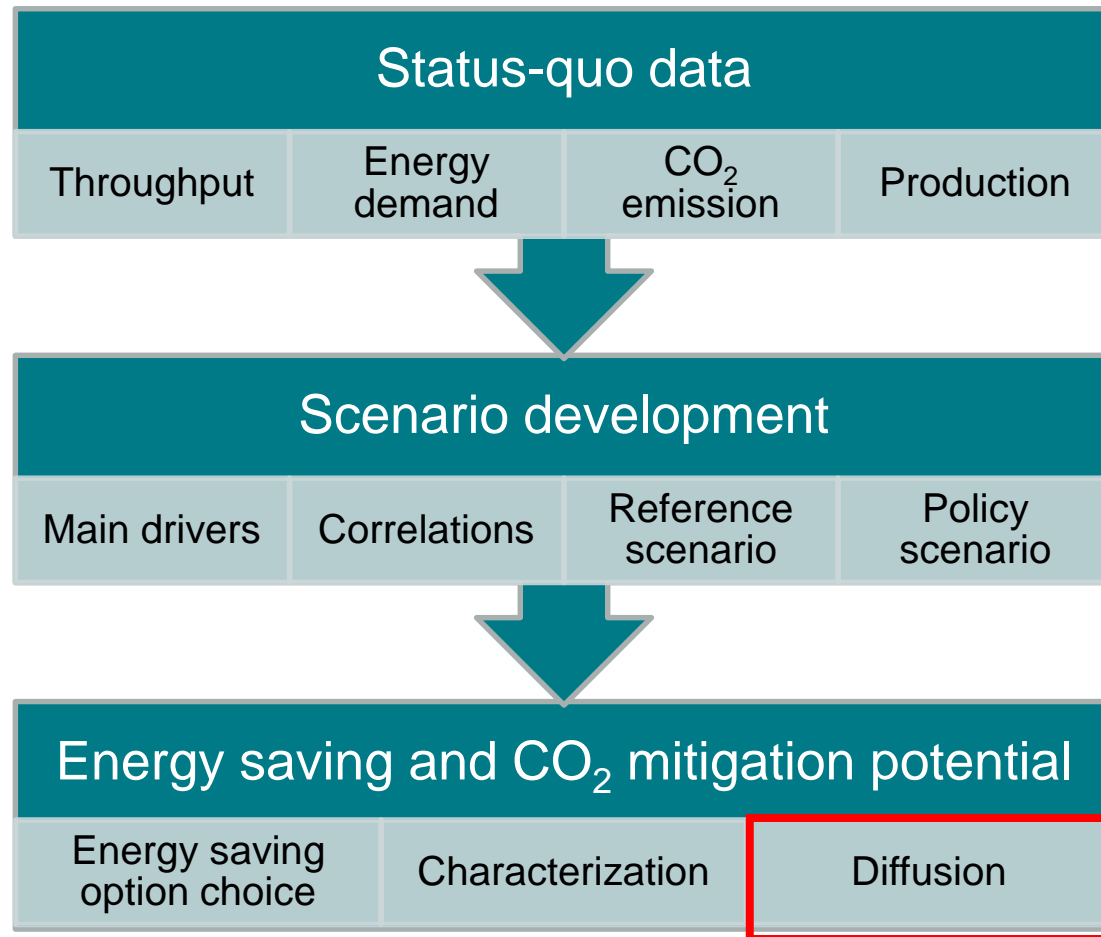 Status-quo data
Throughput
Energy
demand
CO₂
emission
Production
Scenario development
Main drivers
Correlations
Reference
scenario
Policy
scenario
Energy saving and CO₂ mitigation potential
Energy saving
option choice
Characterization
Diffusion